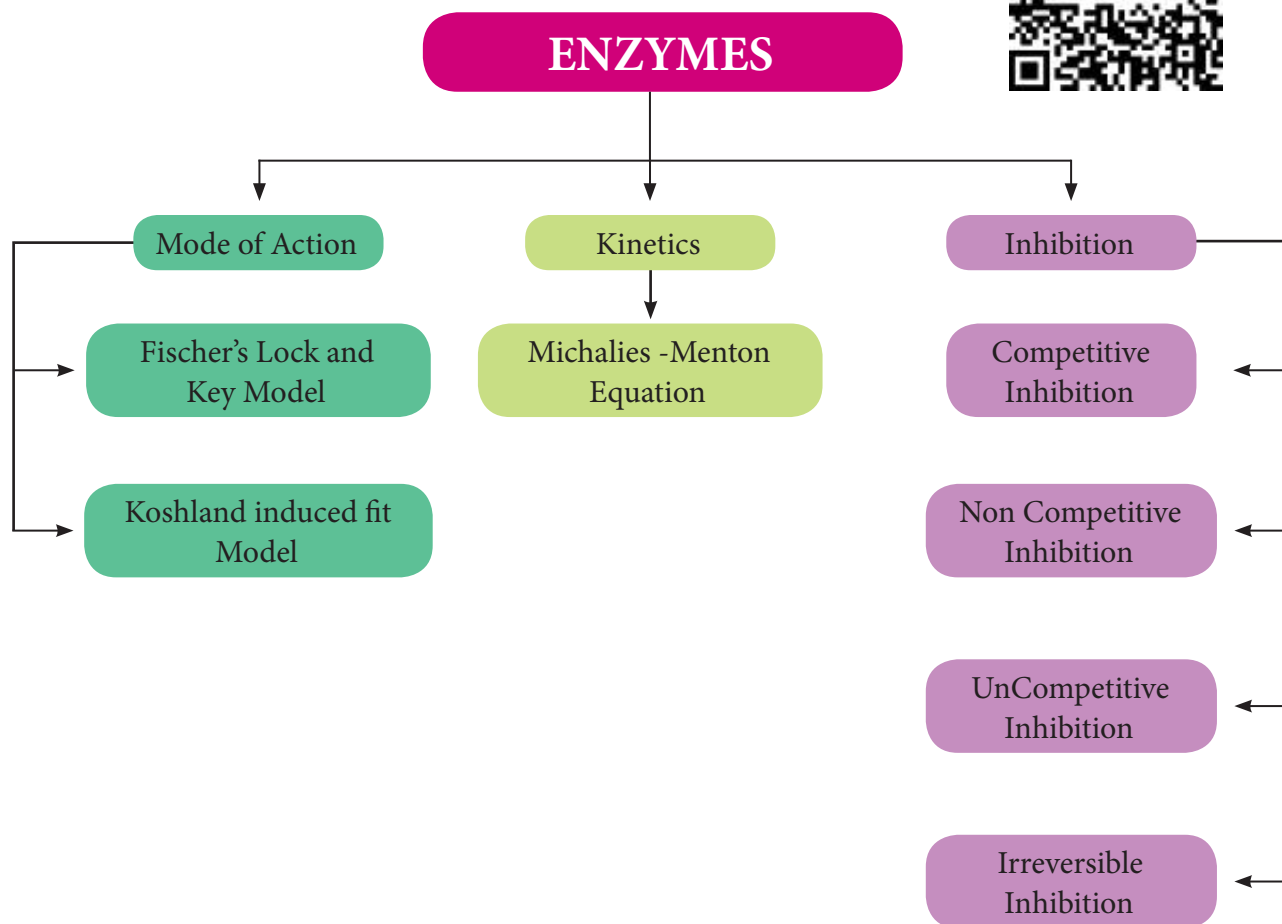 ENZYMES
Mode of Action
Kinetics
Inhibition
Fischer's Lock and
Key Model
Michalies -Menton
Equation
Competitive
Inhibition
Koshland induced fit
Model
Non Competitive
Inhibition
UnCompetitive
Inhibition
Irreversible
Inhibition